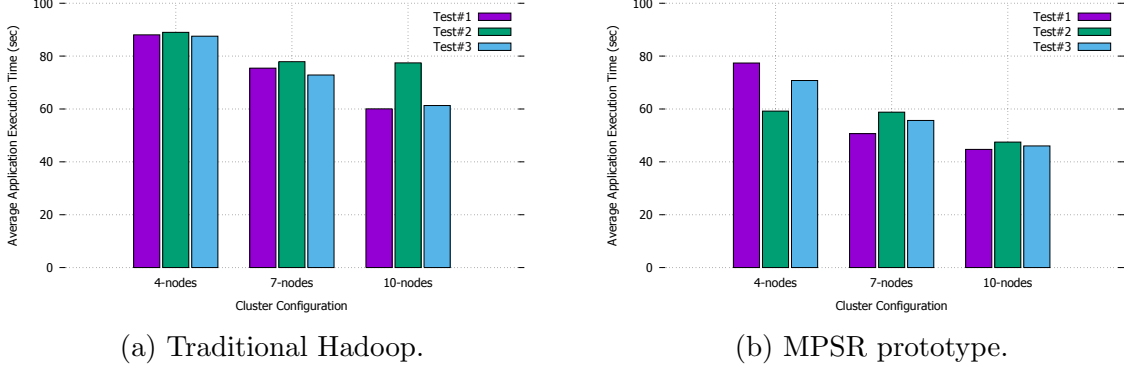 Average Application Execution Time (sec)
100
80
60
40
20
0
Test#1
Test#2
Test#3
4-nodes
7-nodes
10-nodes
Cluster Configuration
(a) Traditional Hadoop.
Average Application Execution Time (sec)
100
80
60
40
20
0
Test#1
Test#2
Test#3
4-nodes
7-nodes
10-nodes
Cluster Configuration
(b) MPSR prototype.